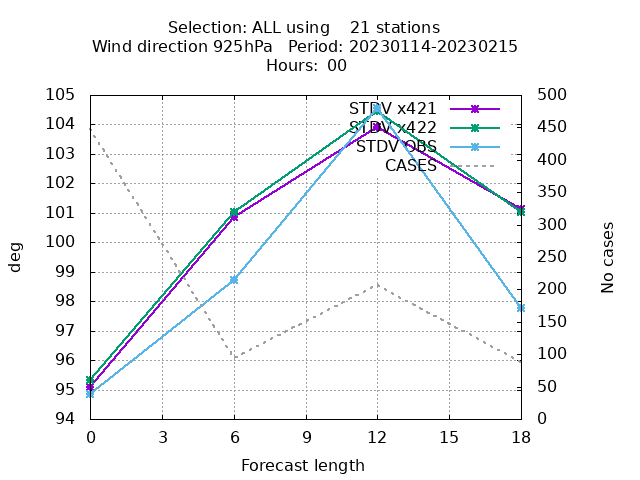 Selection: ALL using    21 stations
Wind direction 925hPa   Period: 20230114-20230215
Hours: 00
105
104
103
102
101
100
99
98
97
96
95
94
500
450
400
350
300
250
200
150
100
50
0
STDV x421
STDV x422
STDV OBS
CASES
deg
No cases
0 3 6 9 12 15 18
Forecast length